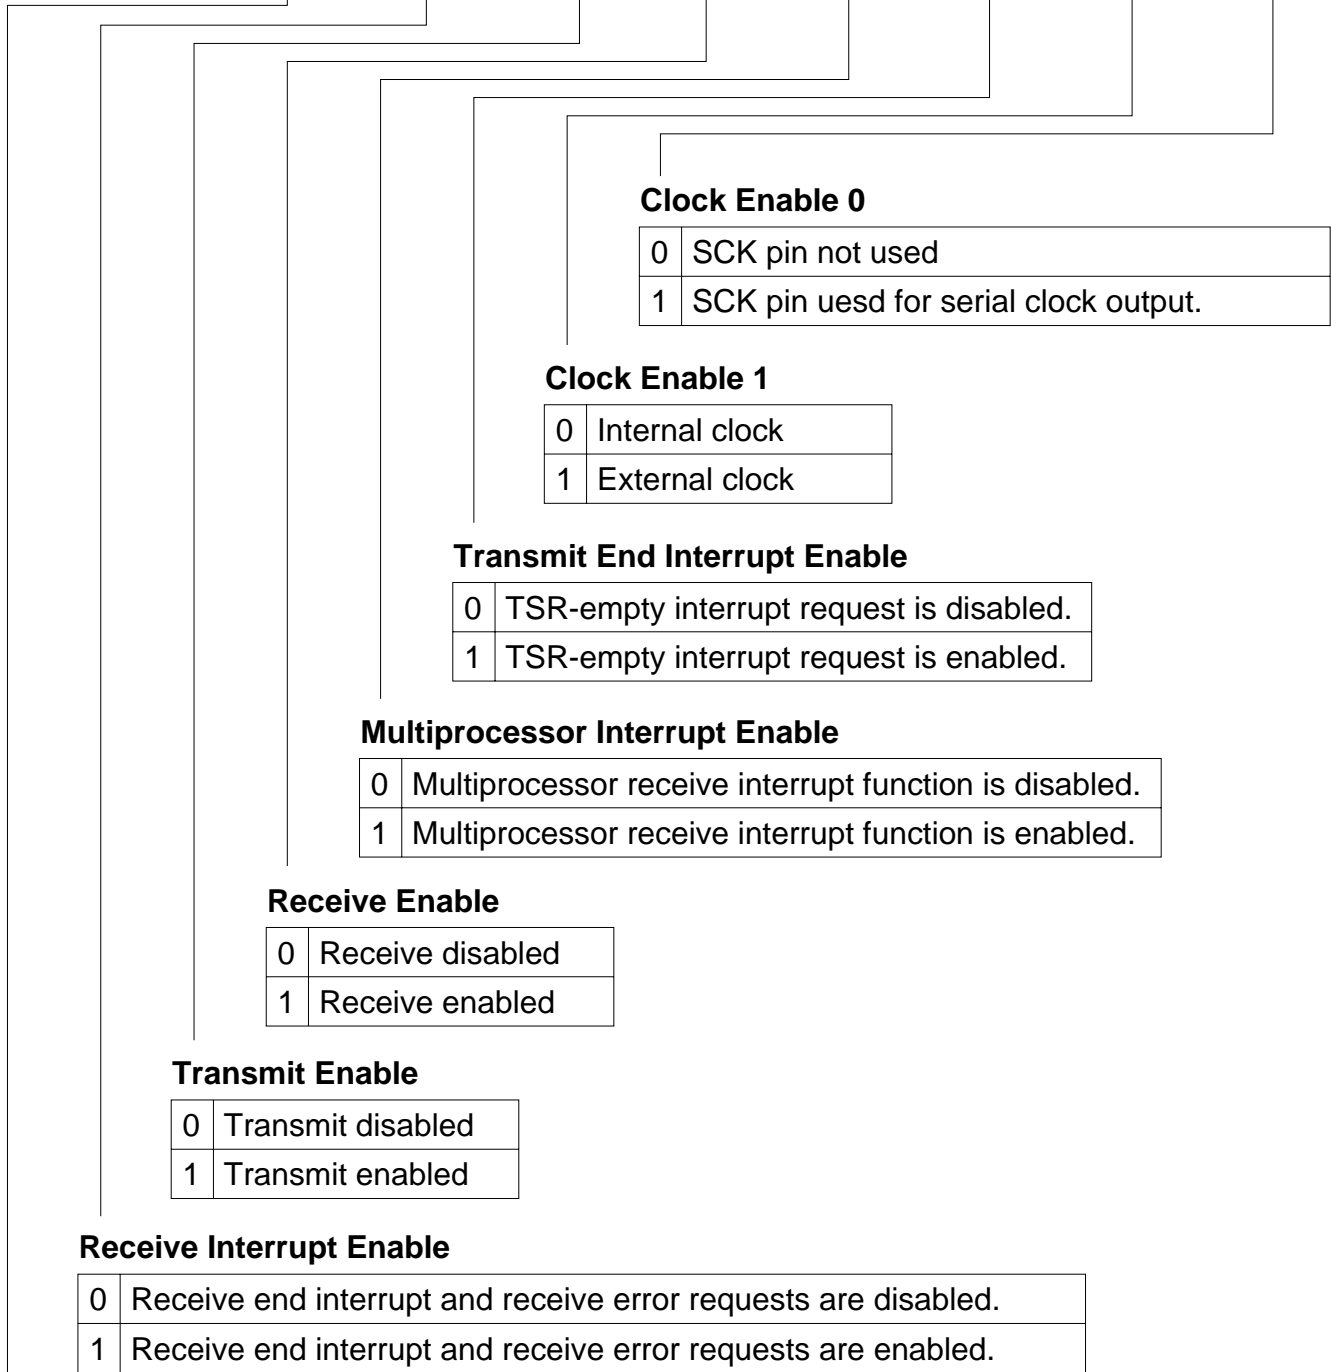 Clock Enable 0
0 SCK pin not used
1 SCK pin uesd for serial clock output.
Clock Enable 1
0 Internal clock
1 External clock
Transmit End Interrupt Enable
0 TSR-empty interrupt request is disabled.
1 TSR-empty interrupt request is enabled.
Multiprocessor Interrupt Enable
0 Multiprocessor receive interrupt function is disabled.
1 Multiprocessor receive interrupt function is enabled.
Receive Enable
0 Receive disabled
1 Receive enabled
Transmit Enable
0 Transmit disabled
1 Transmit enabled
Receive Interrupt Enable
0 Receive end interrupt and receive error requests are disabled.
1 Receive end interrupt and receive error requests are enabled.